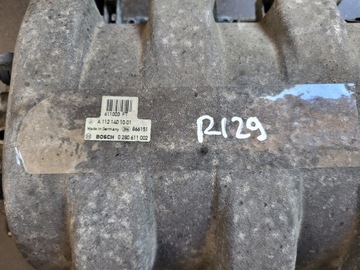 A 112 140 10 01
Made in Germany 866151
BOSCH 0 280 611 002
R129